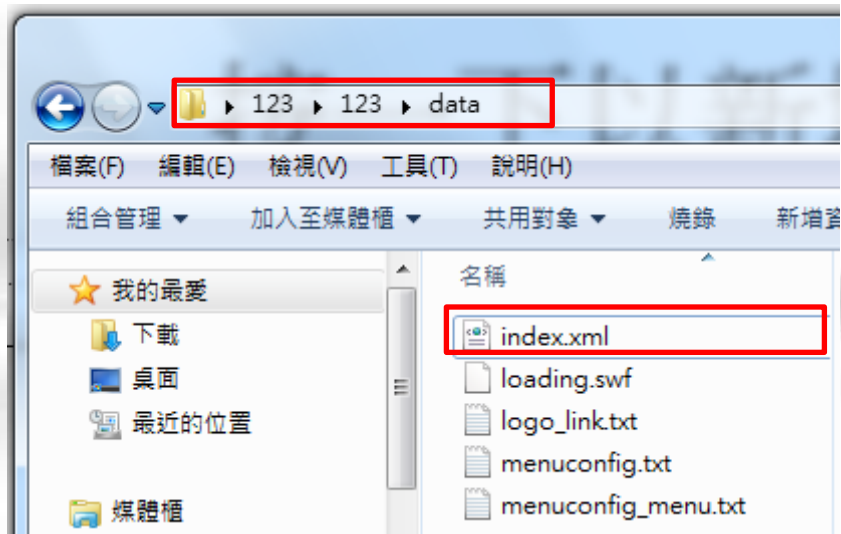 123 123 data
檔案(F) 編輯(E) 檢視(V) 工具(T) 說明(H)
組合管理 加入至媒體櫃 共用對象 燒錄 新增
我的最愛
下載
桌面
最近的位置
媒體櫃
名稱
index.xml
loading.swf
logo_link.txt
menuconfig.txt
menuconfig_menu.txt